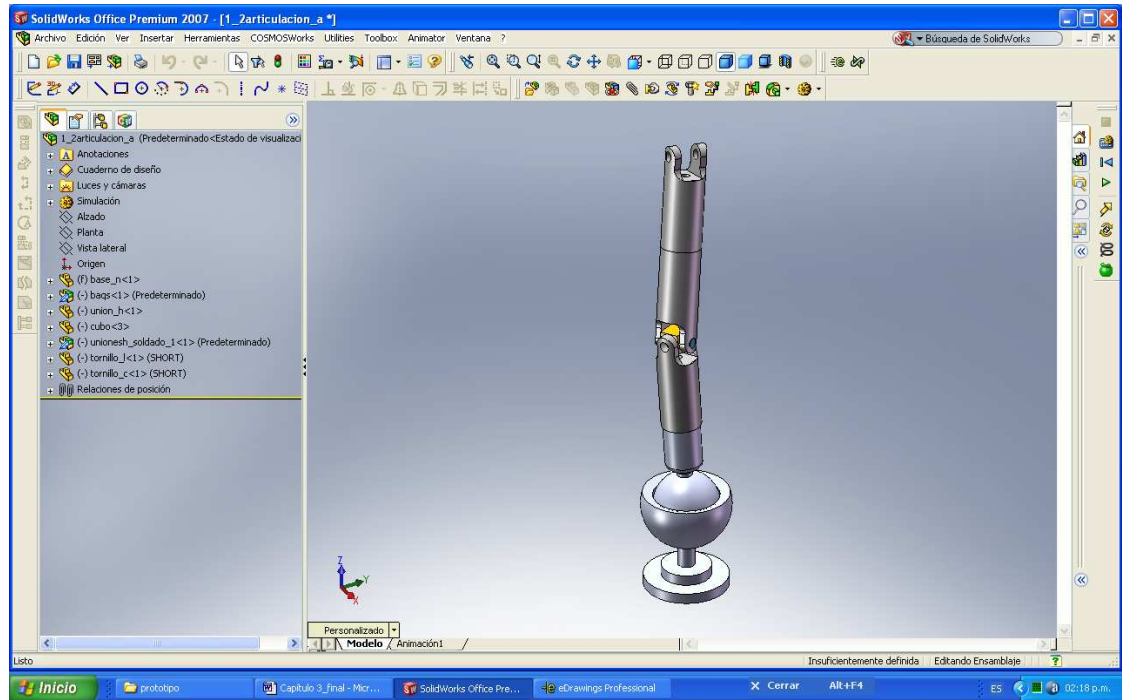 SolidWorks Office Premium 2007 - [1_2articulacion_a *]
Archivo Edición Ver Insertar Herramientas COSMOSWorks Utilities Toolbox Animator Ventana ?
Búsqueda de SolidWorks
1_2articulacion_a (Predeterminado<Estado de visualizaci
Anotaciones
Cuaderno de diseño
Luces y cámaras
Simulación
Alzado
Planta
Vista lateral
Origen
(f) base_n<1>
(-) baqs<1> (Predeterminado)
(-) union_h<1>
(-) cubo<3>
(-) unionesh_soldado_1<1> (Predeterminado)
(-) tornillo_l<1> (SHORT)
(-) tornillo_c<1> (SHORT)
Relaciones de posición
Z
Y
X
Personalizado
Modelo Animación1
Listo Insuficientemente definida Editando Ensamblaje ?
Inicio prototipo Capitulo 3_final - Micr... SolidWorks Office Pre... eDrawings Professional X Cerrar Alt+F4 ES 02:18 p.m.